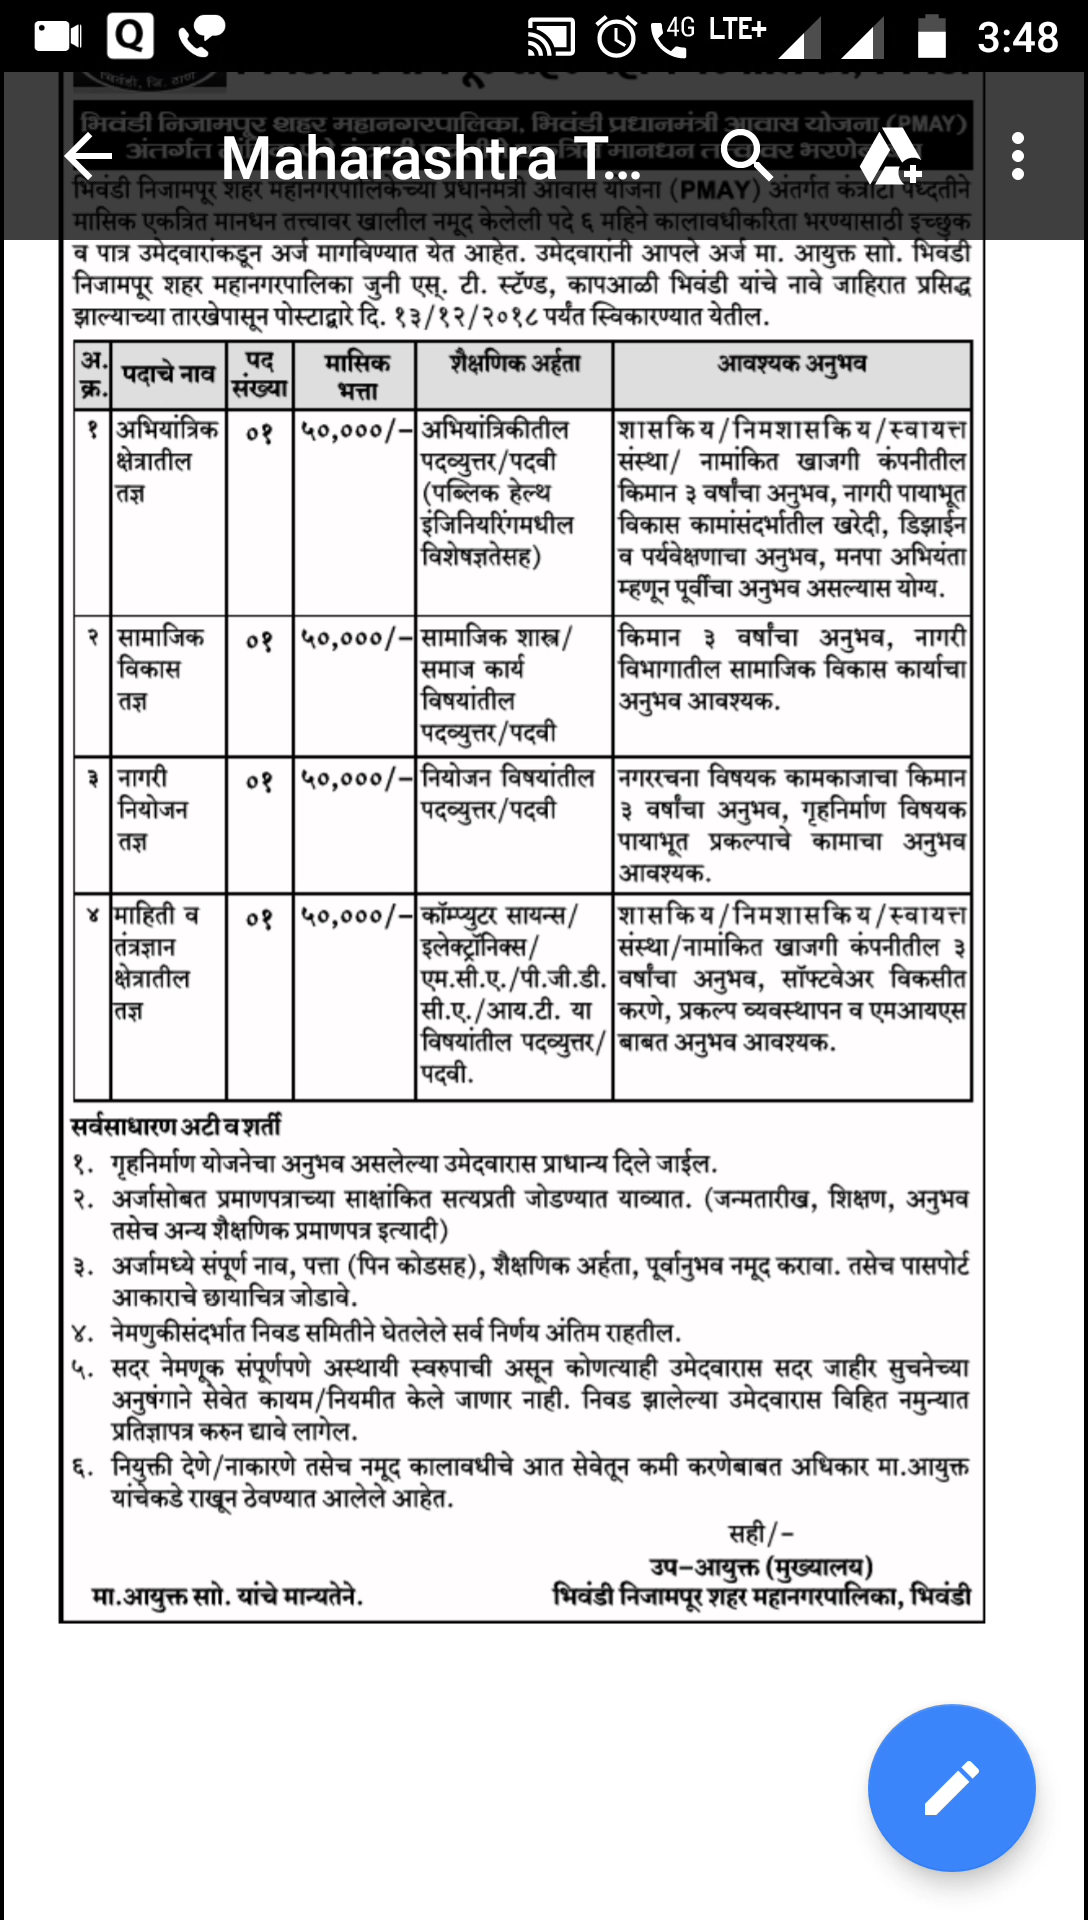 Q
4G LTE+ 3:48
भिवंडी, जि. ठाणे
भिवंडी निजामपूर शहर महानगरपालिका, भिवंडी प्रधानमंत्री आवास योजना (PMAY)
Maharashtra T...
भिवंडी निजामपूर शहर महानगरपालिकेच्या प्रधानमंत्री आवास योजना (PMAY) अंतर्गत कंत्राटी पध्दतीने
मासिक एकत्रित मानधन तत्त्वावर खालील नमूद केलेली पदे ६ महिने कालावधीकरिता भरण्यासाठी इच्छुक
व पात्र उमेदवारांकडून अर्ज मागविण्यात येत आहेत. उमेदवारांनी आपले अर्ज मा. आयुक्त साो. भिवंडी
निजामपूर शहर महानगरपालिका जुनी एस्. टी. स्टॅण्ड, कापआळी भिवंडी यांचे नावे जाहिरात प्रसिद्ध
झाल्याच्या तारखेपासून पोस्टाद्वारे दि. १३/१२/२०१८ पर्यंत स्विकारण्यात येतील.
अ. क्र. पदाचे नाव पद संख्या मासिक भत्ता शैक्षणिक अर्हता आवश्यक अनुभव
१ अभियांत्रिक ०१ ५०,०००/– अभियांत्रिकीतील शासकिय/निमशासकिय/स्वायत्त
क्षेत्रातील पदव्युत्तर/पदवी संस्था/ नामांकित खाजगी कंपनीतील
तज्ञ (पब्लिक हेल्थ किमान ३ वर्षांचा अनुभव, नागरी पायाभूत
इंजिनियरिंगमधील विकास कामांसंदर्भातील खरेदी, डिझाईन
विशेषज्ञतेसह) व पर्यवेक्षणाचा अनुभव, मनपा अभियंता
म्हणून पूर्वीचा अनुभव असल्यास योग्य.
२ सामाजिक ०१ ५०,०००/– सामाजिक शास्त्र/ किमान ३ वर्षांचा अनुभव, नागरी
विकास समाज कार्य विभागातील सामाजिक विकास कार्याचा
तज्ञ विषयांतील अनुभव आवश्यक.
पदव्युत्तर/पदवी
३ नागरी ०१ ५०,०००/– नियोजन विषयांतील नगररचना विषयक कामकाजाचा किमान
नियोजन पदव्युत्तर/पदवी ३ वर्षांचा अनुभव, गृहनिर्माण विषयक
तज्ञ पायाभूत प्रकल्पाचे कामाचा अनुभव
आवश्यक.
४ माहिती व ०१ ५०,०००/– कॉम्प्युटर सायन्स/ शासकिय/निमशासकिय/स्वायत्त
तंत्रज्ञान इलेक्ट्रॉनिक्स/ संस्था/नामांकित खाजगी कंपनीतील ३
क्षेत्रातील एम.सी.ए./पी.जी.डी. वर्षांचा अनुभव, सॉफ्टवेअर विकसीत
तज्ञ सी.ए./आय.टी. या करणे, प्रकल्प व्यवस्थापन व एमआयएस
विषयांतील पदव्युत्तर/ बाबत अनुभव आवश्यक.
पदवी.
सर्वसाधारण अटी व शर्ती
१. गृहनिर्माण योजनेचा अनुभव असलेल्या उमेदवारास प्राधान्य दिले जाईल.
२. अर्जासोबत प्रमाणपत्राच्या साक्षांकित सत्यप्रती जोडण्यात याव्यात. (जन्मतारीख, शिक्षण, अनुभव
तसेच अन्य शैक्षणिक प्रमाणपत्र इत्यादी)
३. अर्जामध्ये संपूर्ण नाव, पत्ता (पिन कोडसह), शैक्षणिक अर्हता, पूर्वानुभव नमूद करावा. तसेच पासपोर्ट
आकाराचे छायाचित्र जोडावे.
४. नेमणुकीसंदर्भात निवड समितीने घेतलेले सर्व निर्णय अंतिम राहतील.
५. सदर नेमणूक संपूर्णपणे अस्थायी स्वरुपाची असून कोणत्याही उमेदवारास सदर जाहीर सुचनेच्या
अनुषंगाने सेवेत कायम/नियमीत केले जाणार नाही. निवड झालेल्या उमेदवारास विहित नमुन्यात
प्रतिज्ञापत्र करुन द्यावे लागेल.
६. नियुक्ती देणे/नाकारणे तसेच नमूद कालावधीचे आत सेवेतून कमी करणेबाबत अधिकार मा.आयुक्त
यांचेकडे राखून ठेवण्यात आलेले आहेत.
सही/–
उप–आयुक्त (मुख्यालय)
मा.आयुक्त साो. यांचे मान्यतेने. भिवंडी निजामपूर शहर महानगरपालिका, भिवंडी